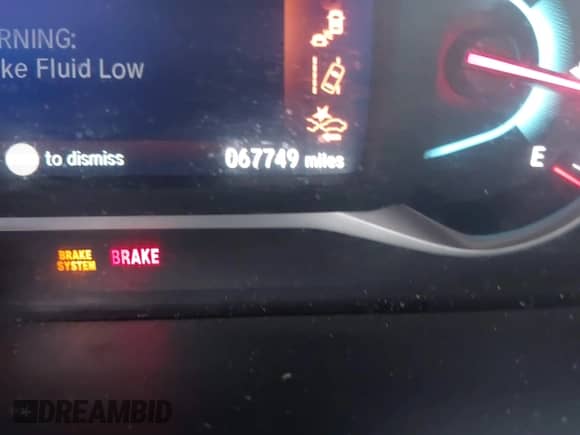 RNING:
ke Fluid Low
to dismiss
067749 miles
E
BRAKE
SYSTEM
BRAKE
DREAMBID